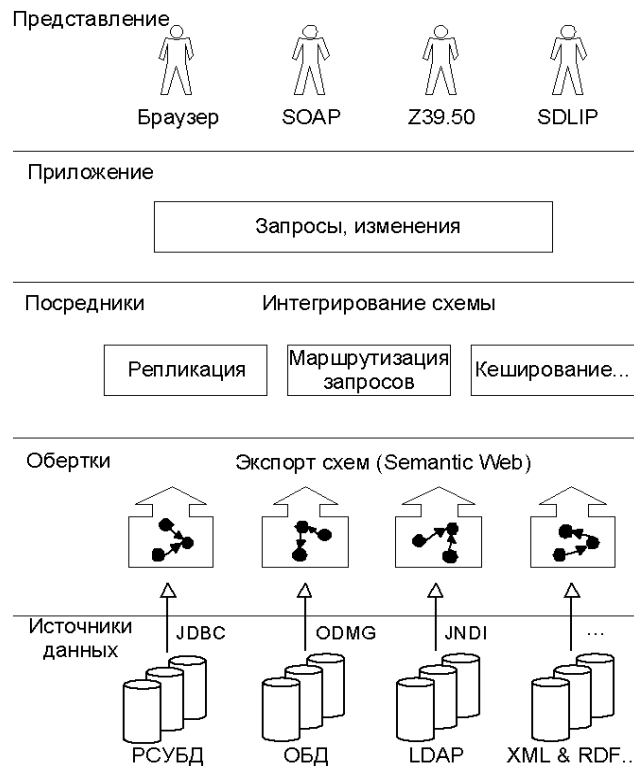 Представление
Браузер
SOAP
Z39.50
SDLIP
Приложение
Запросы, изменения
Посредники
Интегрирование схемы
Репликация
Маршрутизация
запросов
Кеширование...
Обертки
Экспорт схем (Semantic Web)
Источники
данных
JDBC
ODMG
JNDI
...
РСУБД
ОБД
LDAP
XML & RDF..